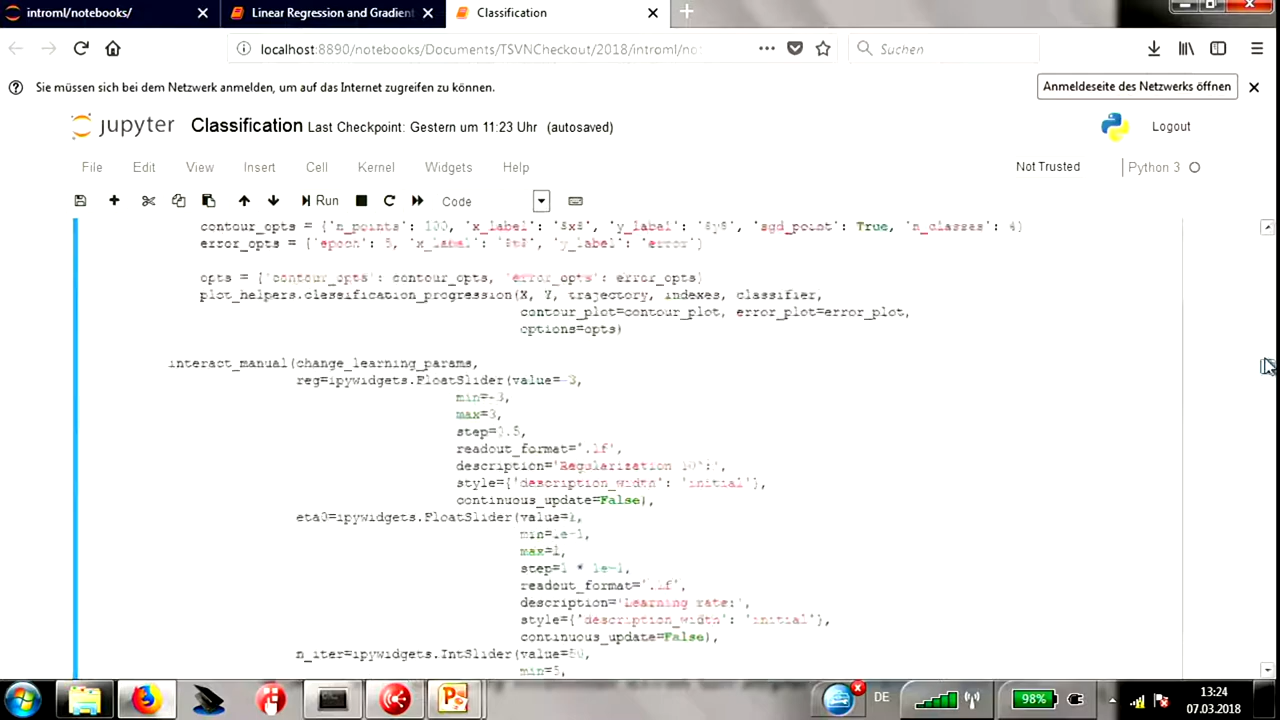 introml/notebooks/
Linear Regression and Gradient
Classification
localhost:8890/notebooks/Documents/TSVNCheckout/2018/introml/no
Suchen
Sie müssen sich bei dem Netzwerk anmelden, um auf das Internet zugreifen zu können.
Anmeldeseite des Netzwerks öffnen
jupyter Classification Last Checkpoint: Gestern um 11:23 Uhr (autosaved)
Logout
File Edit View Insert Cell Kernel Widgets Help
Not Trusted
Python 3
Run
Code
contour_opts = {'n_points': 100, 'x_label': '$x$', 'y_label': '$y$', 'sgd_point': True, 'n_classes': 4}
error_opts = {'epoch': 5, 'x_label': '$t$', 'y_label': 'error'}
opts = {'contour_opts': contour_opts, 'error_opts': error_opts}
plot_helpers.classification_progression(X, Y, trajectory, indexes, classifier,
contour_plot=contour_plot, error_plot=error_plot,
options=opts)
interact_manual(change_learning_params,
reg=ipywidgets.FloatSlider(value=-3,
min=-3,
max=3,
step=0.5,
readout_format='.1f',
description='Regularization 10^:',
style={'description_width': 'initial'},
continuous_update=False),
eta0=ipywidgets.FloatSlider(value=1,
min=1e-1,
max=1,
step=1 * 1e-1,
readout_format='.1f',
description='Learning rate:',
style={'description_width': 'initial'},
continuous_update=False),
n_iter=ipywidgets.IntSlider(value=50,
min=5,
DE
98%
13:24
07.03.2018